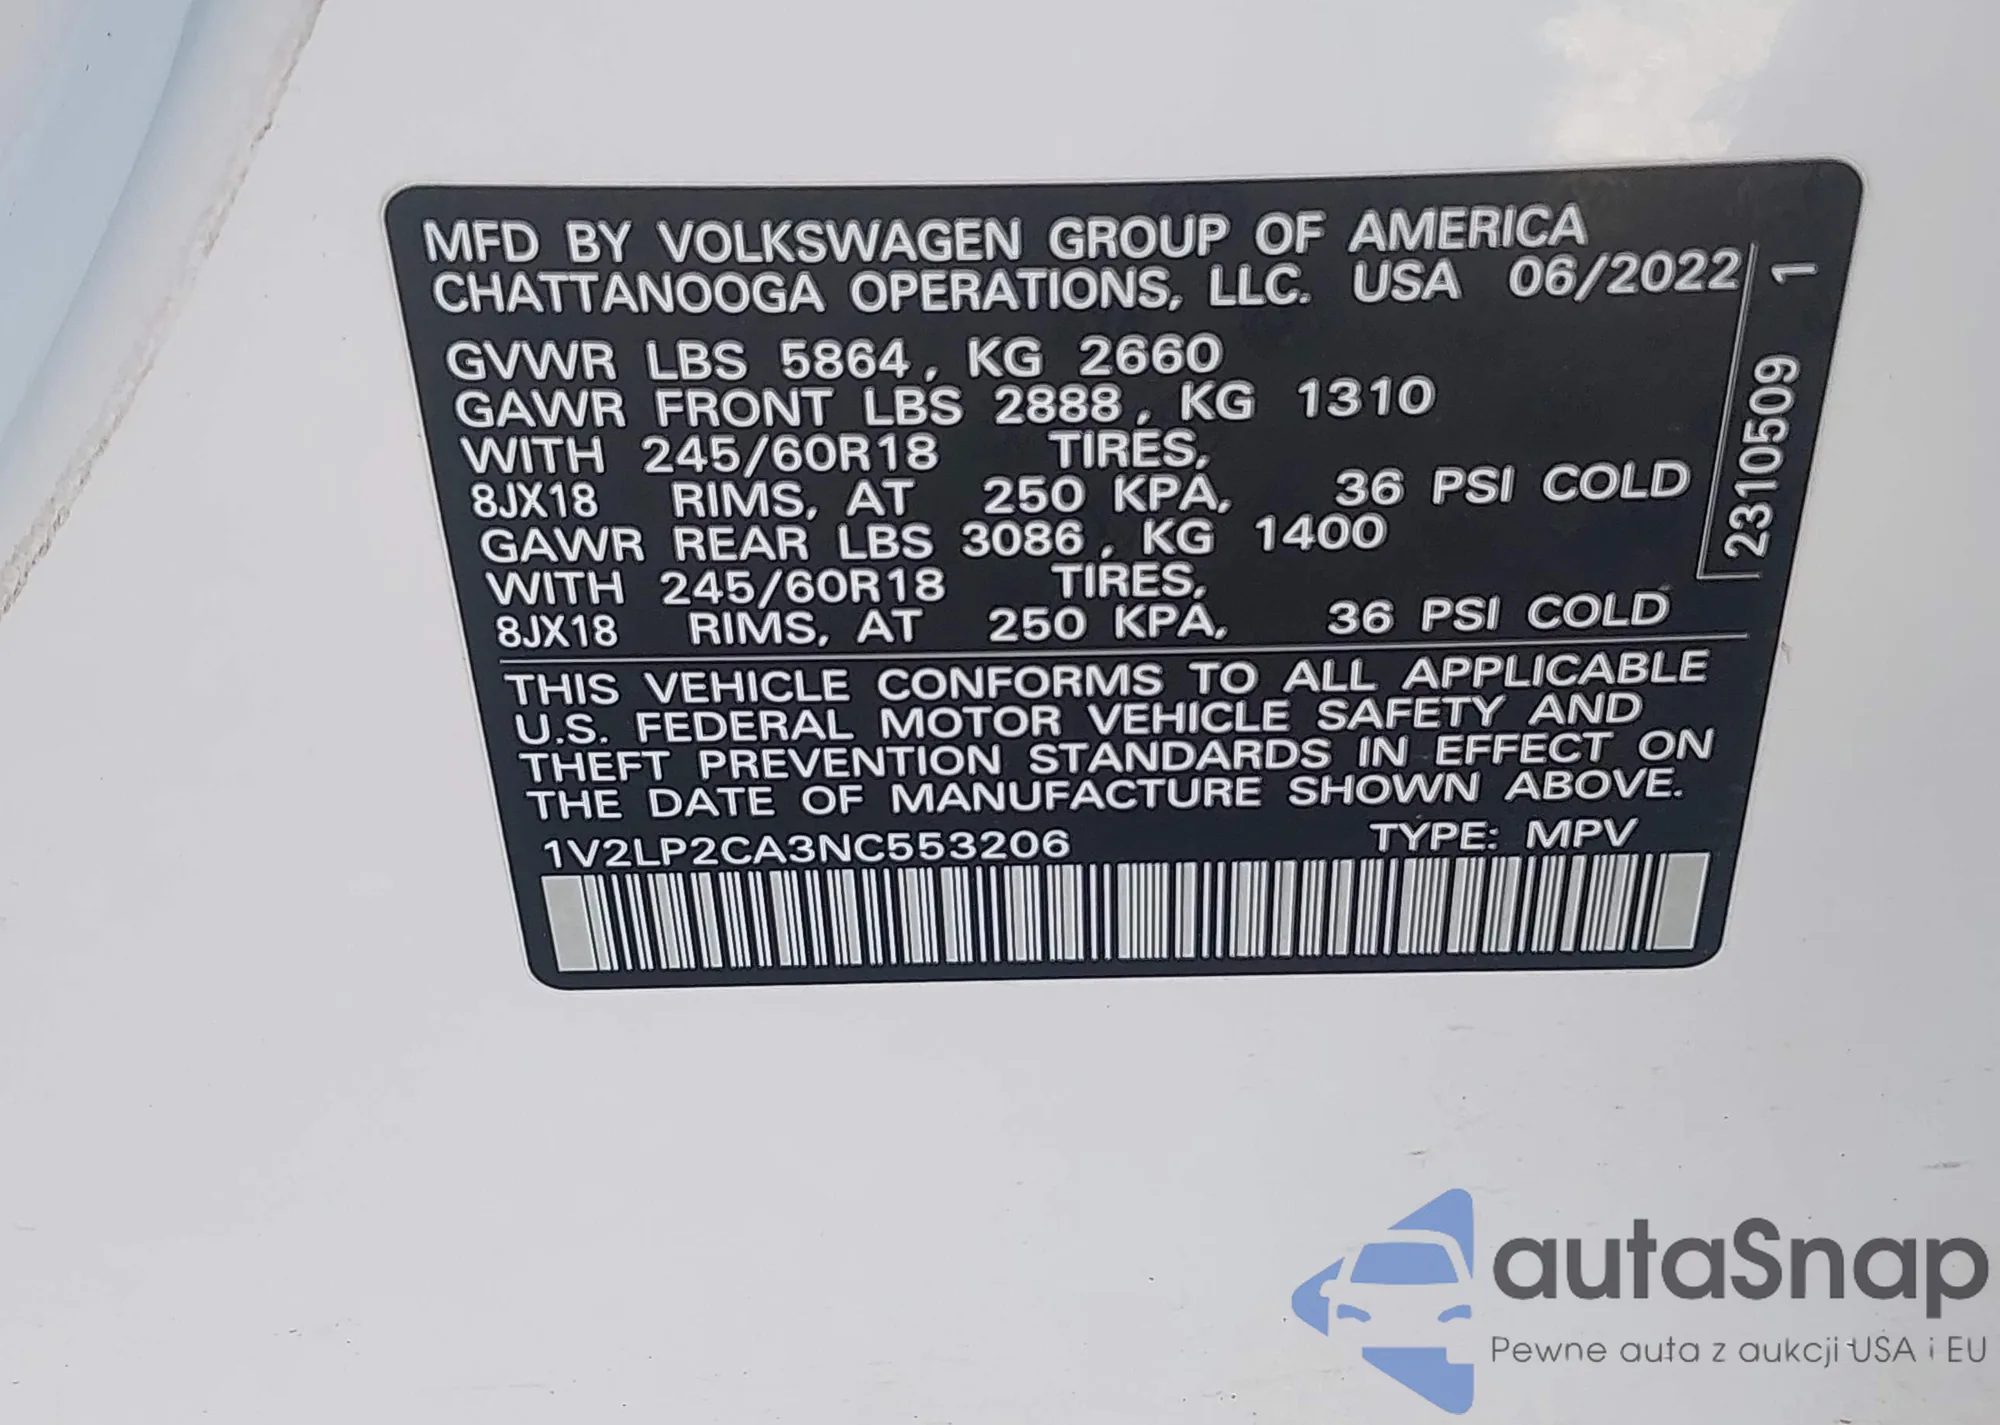 MFD BY VOLKSWAGEN GROUP OF AMERICA
CHATTANOOGA OPERATIONS, LLC. USA 06/2022
GVWR LBS 5864, KG 2660
GAWR FRONT LBS 2888, KG 1310
WITH 245/60R18 TIRES,
8JX18 RIMS, AT 250 KPA, 36 PSI COLD
GAWR REAR LBS 3086, KG 1400
WITH 245/60R18 TIRES,
8JX18 RIMS, AT 250 KPA, 36 PSI COLD
23105509 1
THIS VEHICLE CONFORMS TO ALL APPLICABLE
U.S. FEDERAL MOTOR VEHICLE SAFETY AND
THEFT PREVENTION STANDARDS IN EFFECT ON
THE DATE OF MANUFACTURE SHOWN ABOVE.
1V2LP2CA3NC553206 TYPE: MPV
autaSnap
Pewne auta z aukcji USA i EU